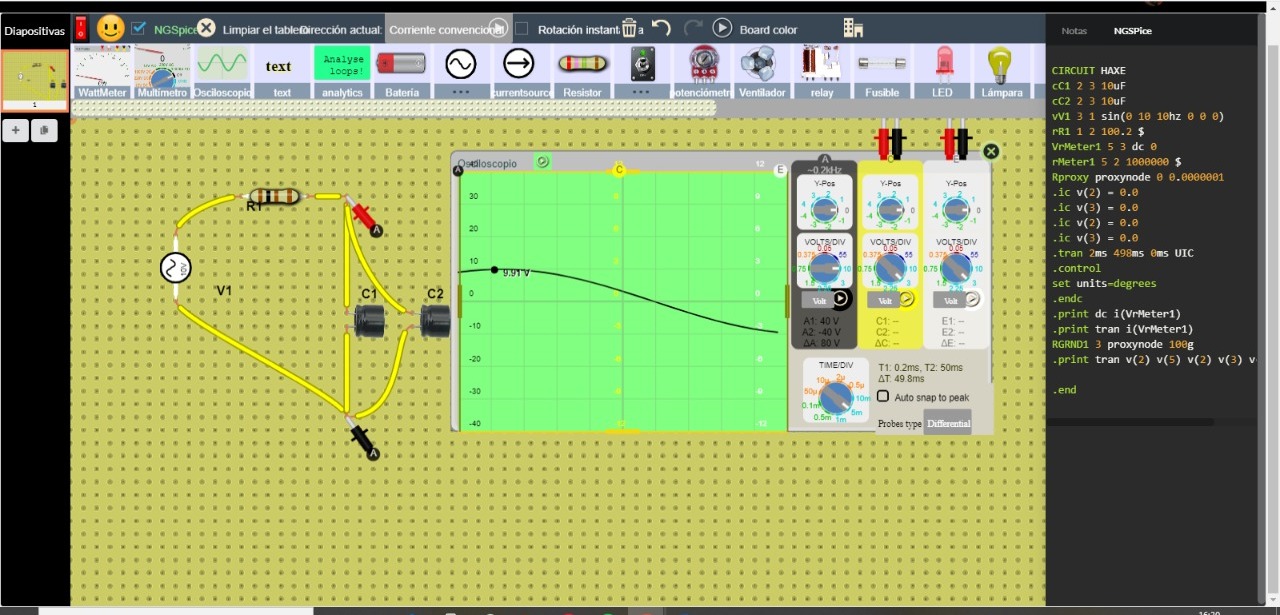 Diapositivas
1
NGSpice
Limpiar el tablero
Dirección actual:
Corriente convencional
Rotación instant
a
Board color
WattMeter
Multímetro
Osciloscopio
text
text
Analyse
loops!
analytics
Batería
...
currentsource
Resistor
...
potenciómetro
Ventilador
relay
Fusible
LED
Lámpara
R1
V1
C1
C2
A
A
Osciloscopio
A
C
E
12
30
20
10
0
-10
-20
-30
-40
-12
9.91 V
A
~0.2kHz
Y-Pos
Y-Pos
Y-Pos
VOLTS/DIV
VOLTS/DIV
VOLTS/DIV
Volt
Volt
Volt
A1: 40 V
A2: -40 V
ΔA: 80 V
C1: --
C2: --
ΔC: --
E1: --
E2: --
ΔE: --
TIME/DIV
T1: 0.2ms, T2: 50ms
ΔT: 49.8ms
Auto snap to peak
Probes type
Differential
Notas
NGSPice
CIRCUIT HAXE
cC1 2 3 10uF
cC2 2 3 10uF
vV1 3 1 sin(0 10 10hz 0 0 0)
rR1 1 2 100.2 $
VrMeter1 5 3 dc 0
rMeter1 5 2 1000000 $
Rproxy proxynode 0 0.0000001
.ic v(2) = 0.0
.ic v(3) = 0.0
.ic v(2) = 0.0
.ic v(3) = 0.0
.tran 2ms 498ms 0ms UIC
.control
set units=degrees
.endc
.print dc i(VrMeter1)
.print tran i(VrMeter1)
RGRND1 3 proxynode 100g
.print tran v(2) v(5) v(2) v(3) v
.end